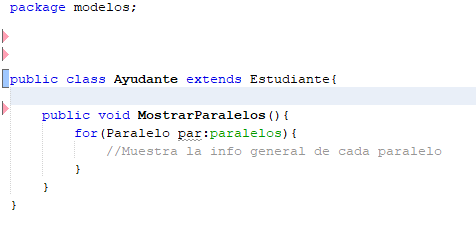 package modelos;
public class Ayudante extends Estudiante{
public void MostrarParalelos(){
for(Paralelo par:paralelos){
//Muestra la info general de cada paralelo
}
}
}